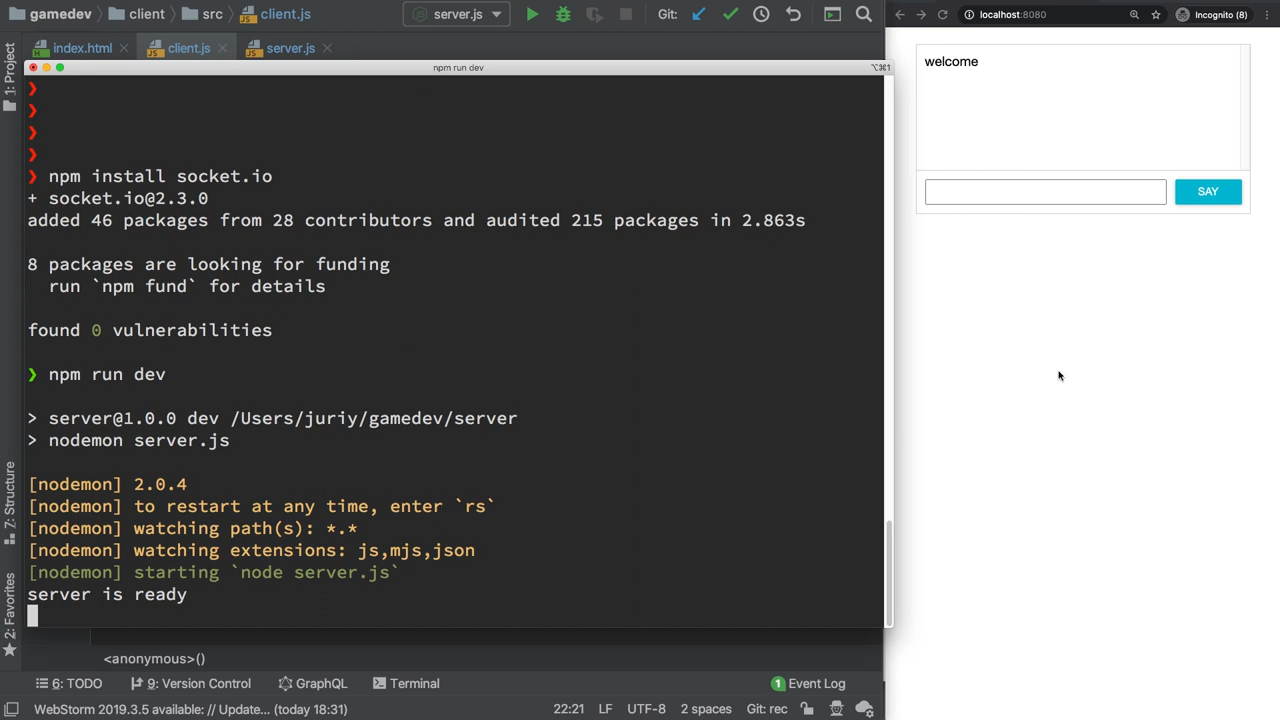 gamedev client src client.js server.js Git:
index.html client.js server.js
localhost:8080 Incognito (8)
npm run dev ⌥⌘1
1: Project
❯
❯
❯
❯
❯ npm install socket.io
+ socket.io@2.3.0
added 46 packages from 28 contributors and audited 215 packages in 2.863s
8 packages are looking for funding
run `npm fund` for details
found 0 vulnerabilities
❯ npm run dev
> server@1.0.0 dev /Users/juriy/gamedev/server
> nodemon server.js
[nodemon] 2.0.4
[nodemon] to restart at any time, enter `rs`
[nodemon] watching path(s): *.*
[nodemon] watching extensions: js,mjs,json
[nodemon] starting `node server.js`
server is ready
welcome
SAY
7: Structure
2: Favorites
<anonymous>()
6: TODO 9: Version Control GraphQL Terminal 1 Event Log
WebStorm 2019.3.5 available: // Update... (today 18:31) 22:21 LF UTF-8 2 spaces Git: rec